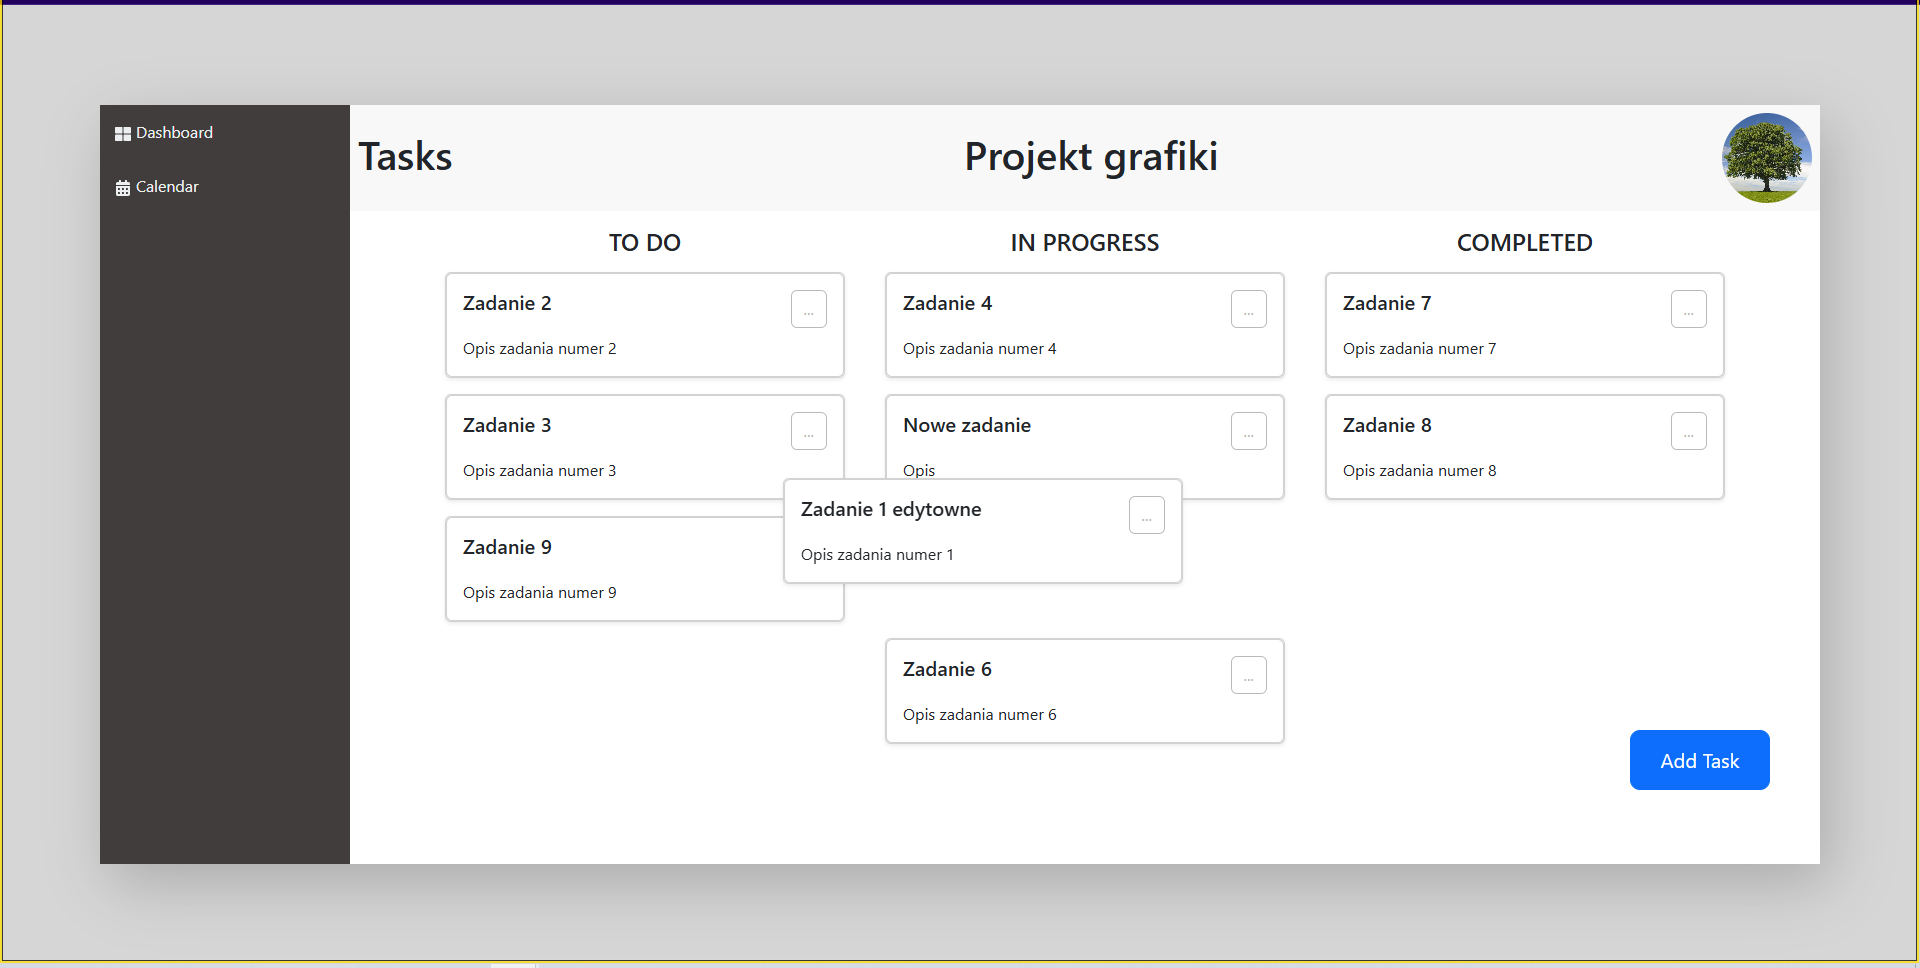 Dashboard
Calendar
Tasks
Projekt grafiki
TO DO
Zadanie 2
...
Opis zadania numer 2
Zadanie 3
...
Opis zadania numer 3
Zadanie 9
Opis zadania numer 9
IN PROGRESS
Zadanie 4
...
Opis zadania numer 4
Nowe zadanie
...
Opis
Zadanie 1 edytowne
...
Opis zadania numer 1
Zadanie 6
...
Opis zadania numer 6
COMPLETED
Zadanie 7
...
Opis zadania numer 7
Zadanie 8
...
Opis zadania numer 8
Add Task